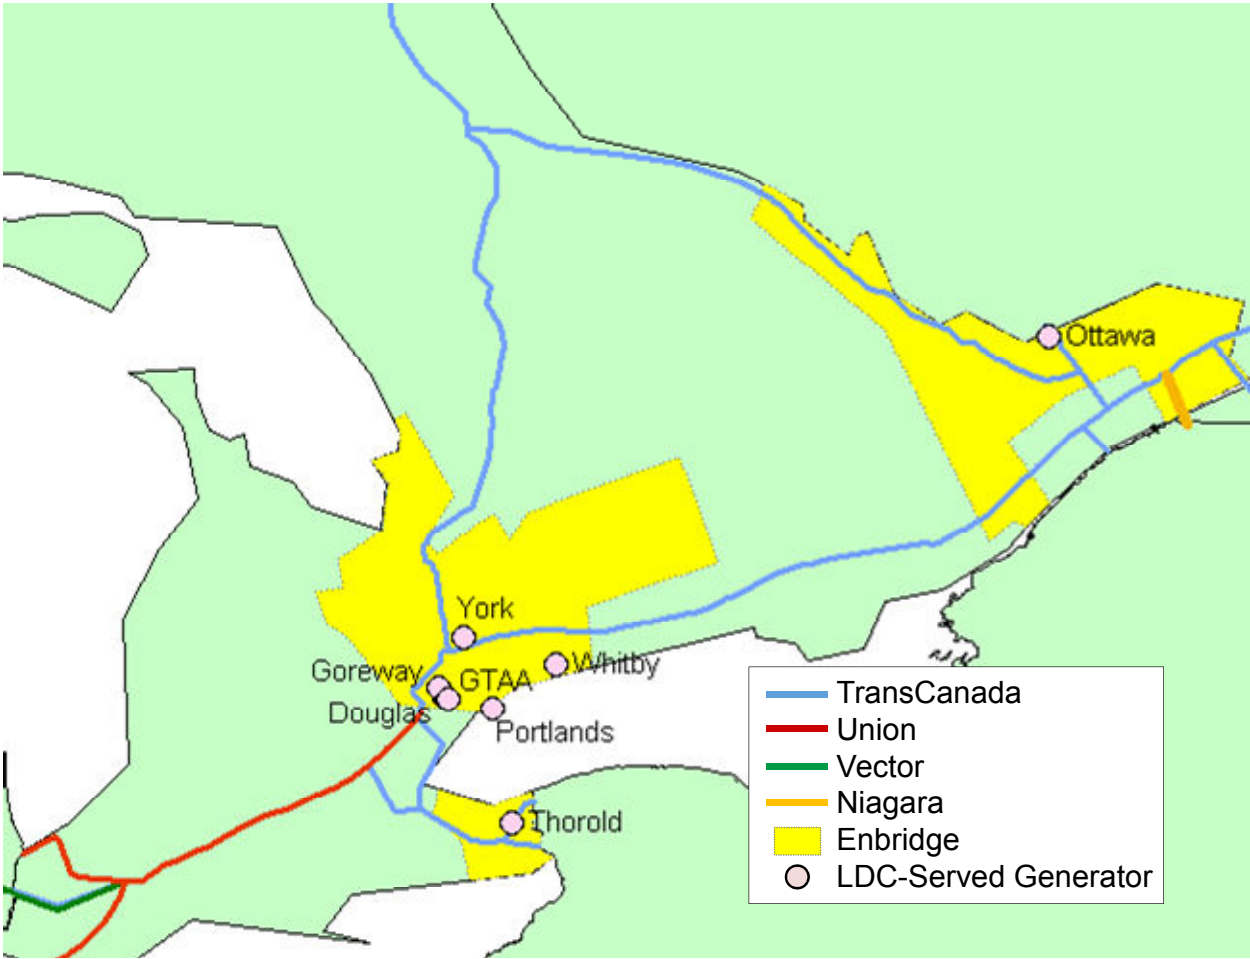 Ottawa
York
Whitby
Goreway
GTAA
Douglas
Portlands
Thorold
TransCanada
Union
Vector
Niagara
Enbridge
LDC-Served Generator